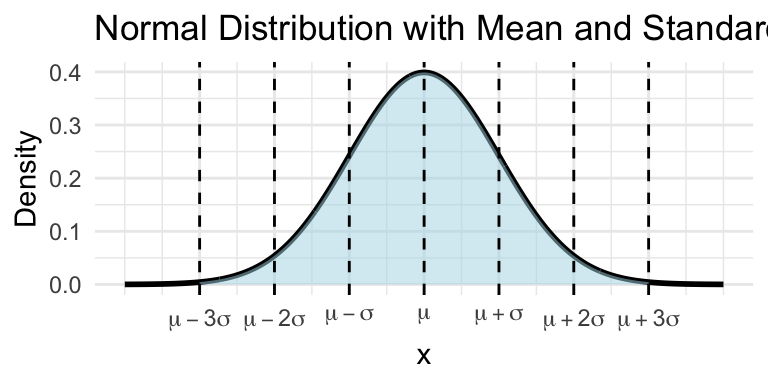 Normal Distribution with Mean and Standar
0.4
0.3
0.2
0.1
0.0
Density
μ − 3σ μ − 2σ μ − σ μ μ + σ μ + 2σ μ + 3σ
x